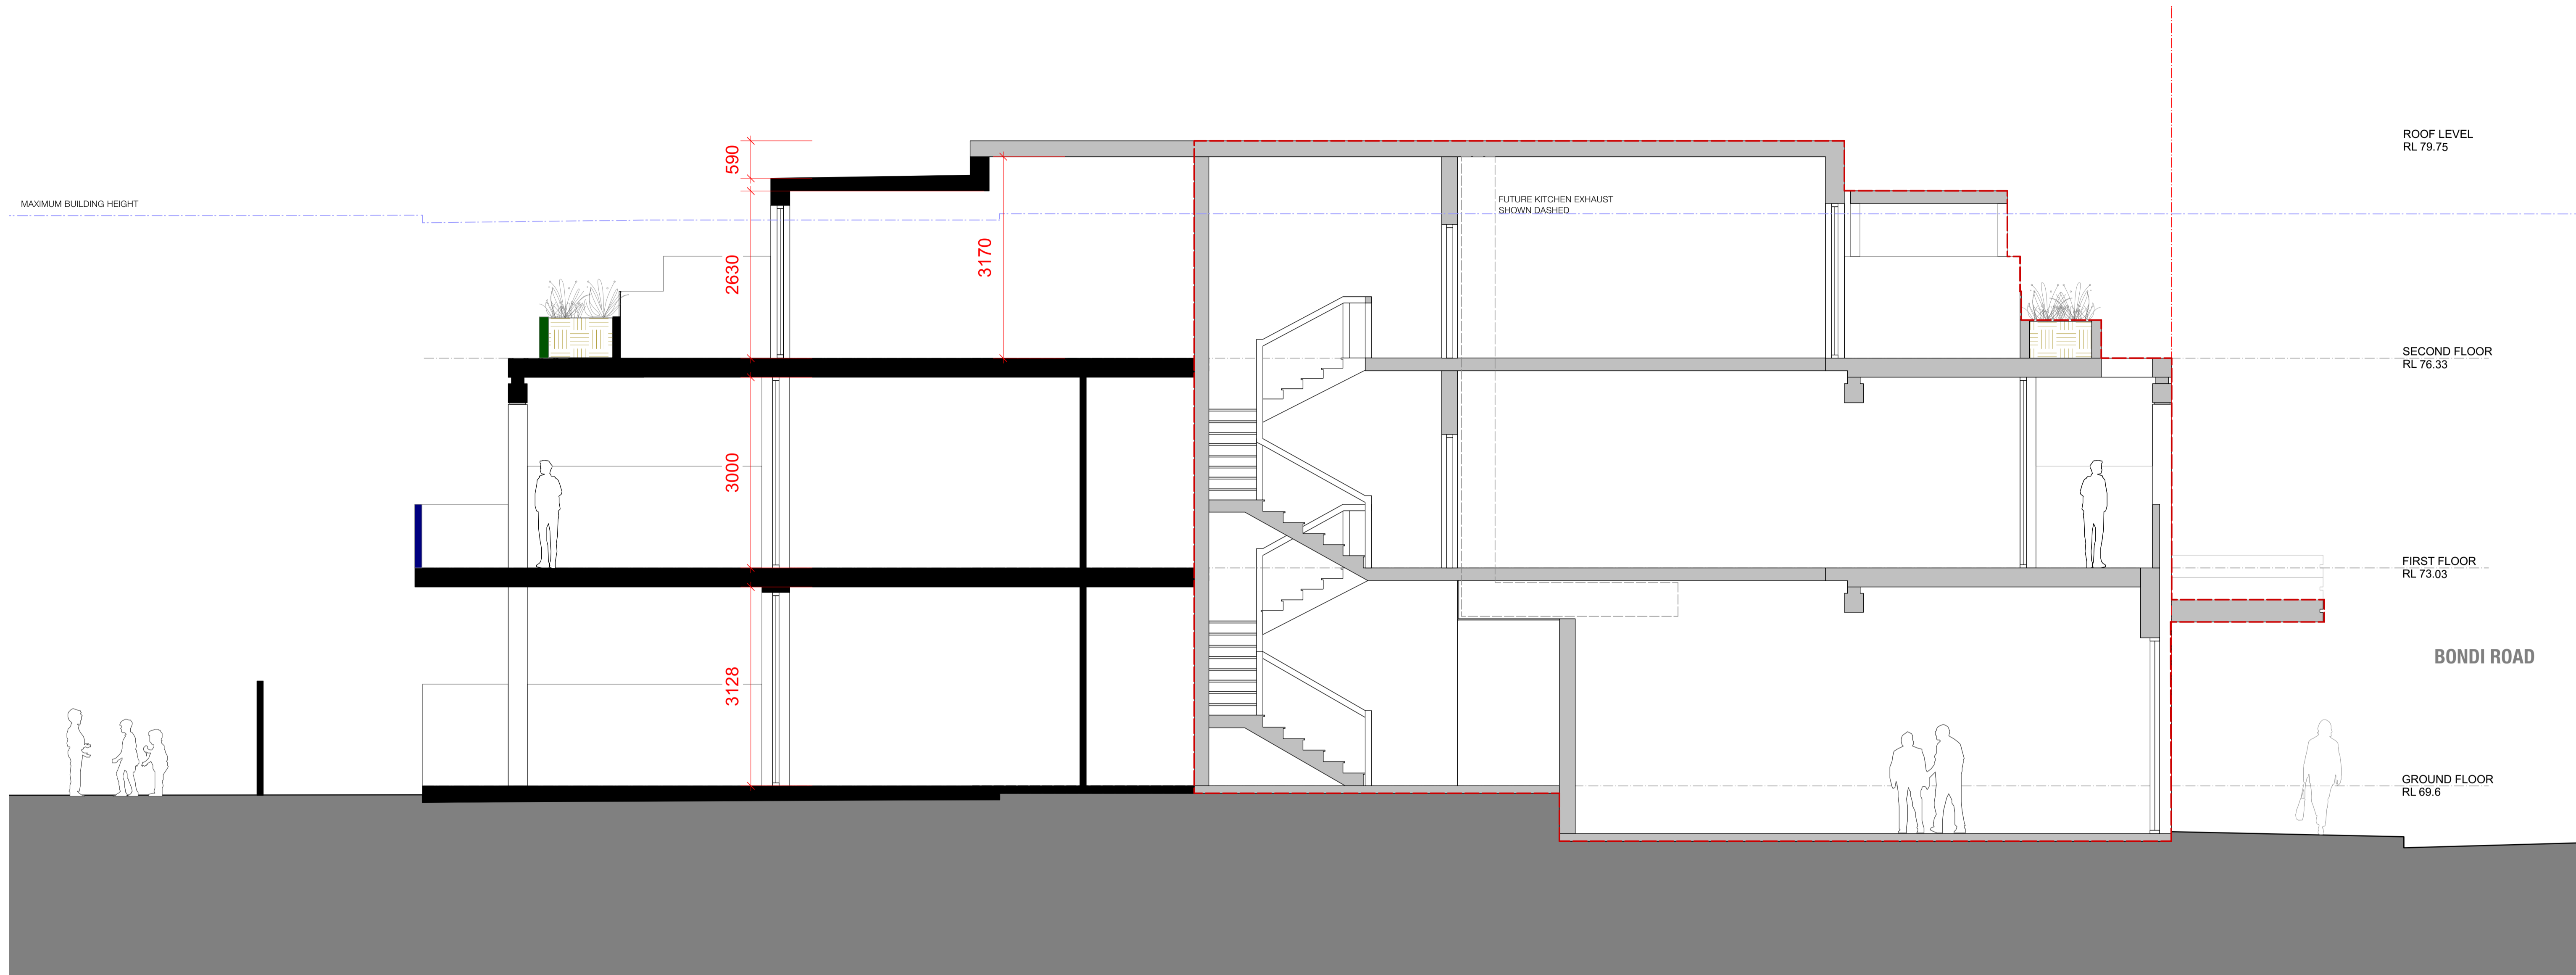 ROOF LEVEL
RL 79.75
590
MAXIMUM BUILDING HEIGHT
FUTURE KITCHEN EXHAUST
SHOWN DASHED
2630
3170
SECOND FLOOR
RL 76.33
3000
FIRST FLOOR
RL 73.03
BONDI ROAD
3128
GROUND FLOOR
RL 69.6